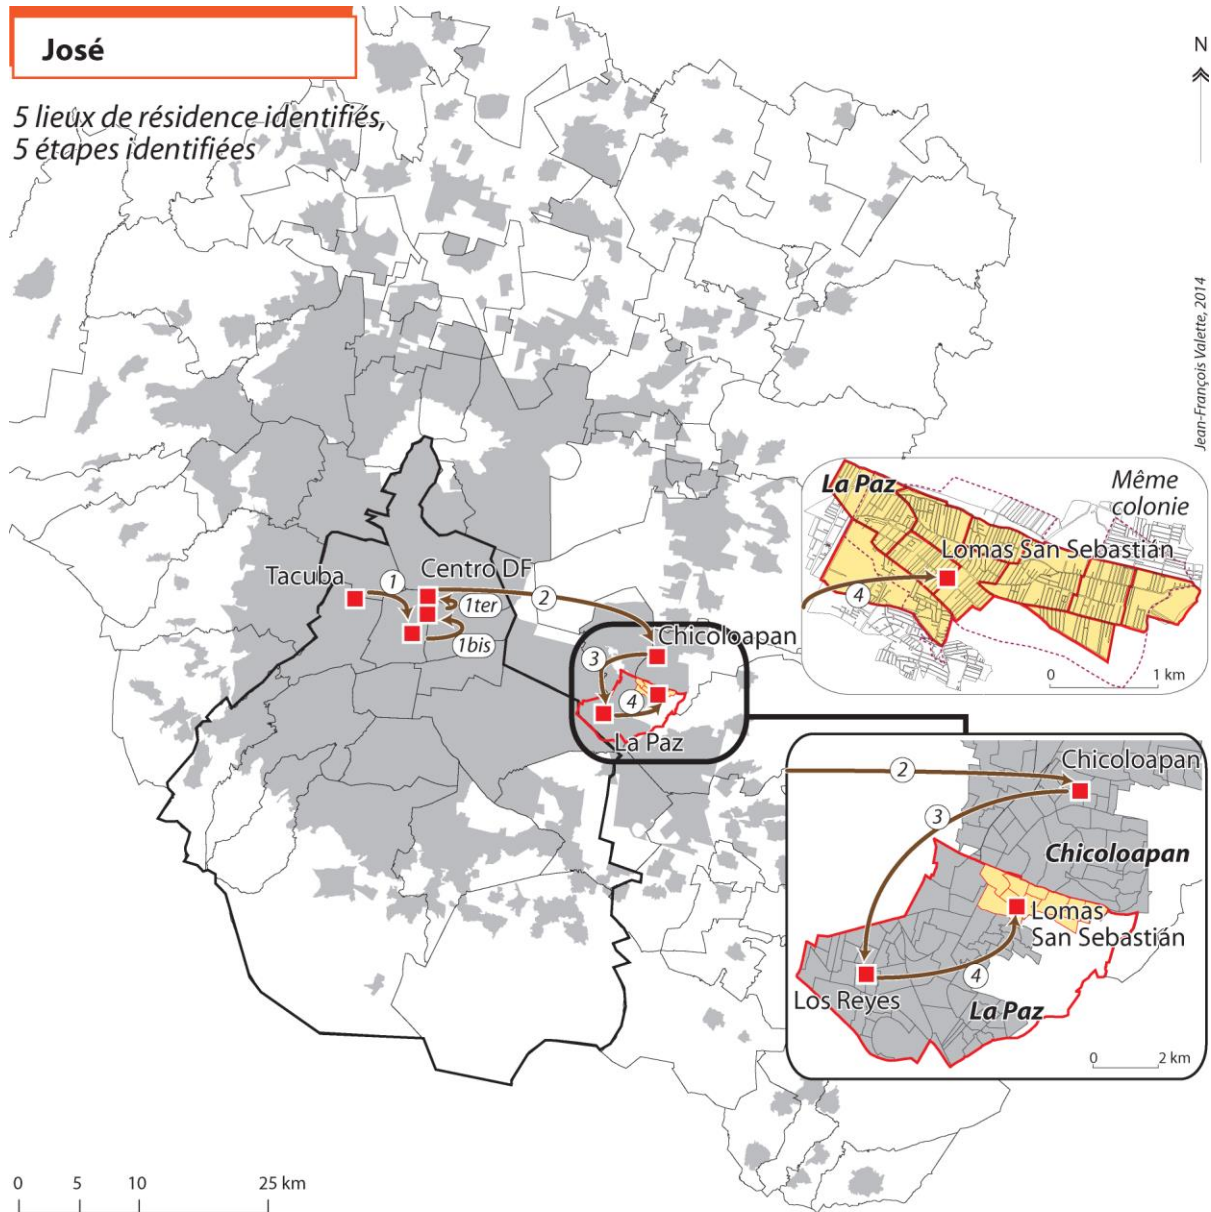 José
5 lieux de résidence identifiés,
5 étapes identifiées
N
Jean-François Valette, 2014
La Paz
Même
colonie
Lomas San Sebastián
4
0 1 km
Tacuba
1
Centro DF
1ter
1bis
2
Chicoloapan
3
4
La Paz
2
Chicoloapan
3
Chicoloapan
Lomas
San Sebastián
4
Los Reyes
La Paz
0 2 km
0 5 10 25 km